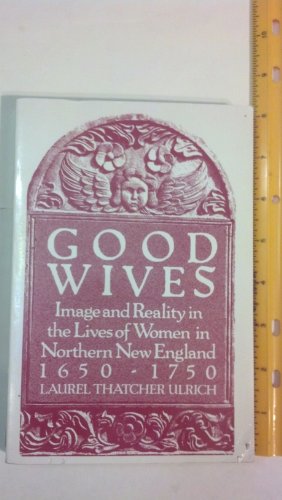 GOOD
WIVES
Image and Reality in
the Lives of Women in
Northern New England
1650 - 1750
LAUREL THATCHER ULRICH